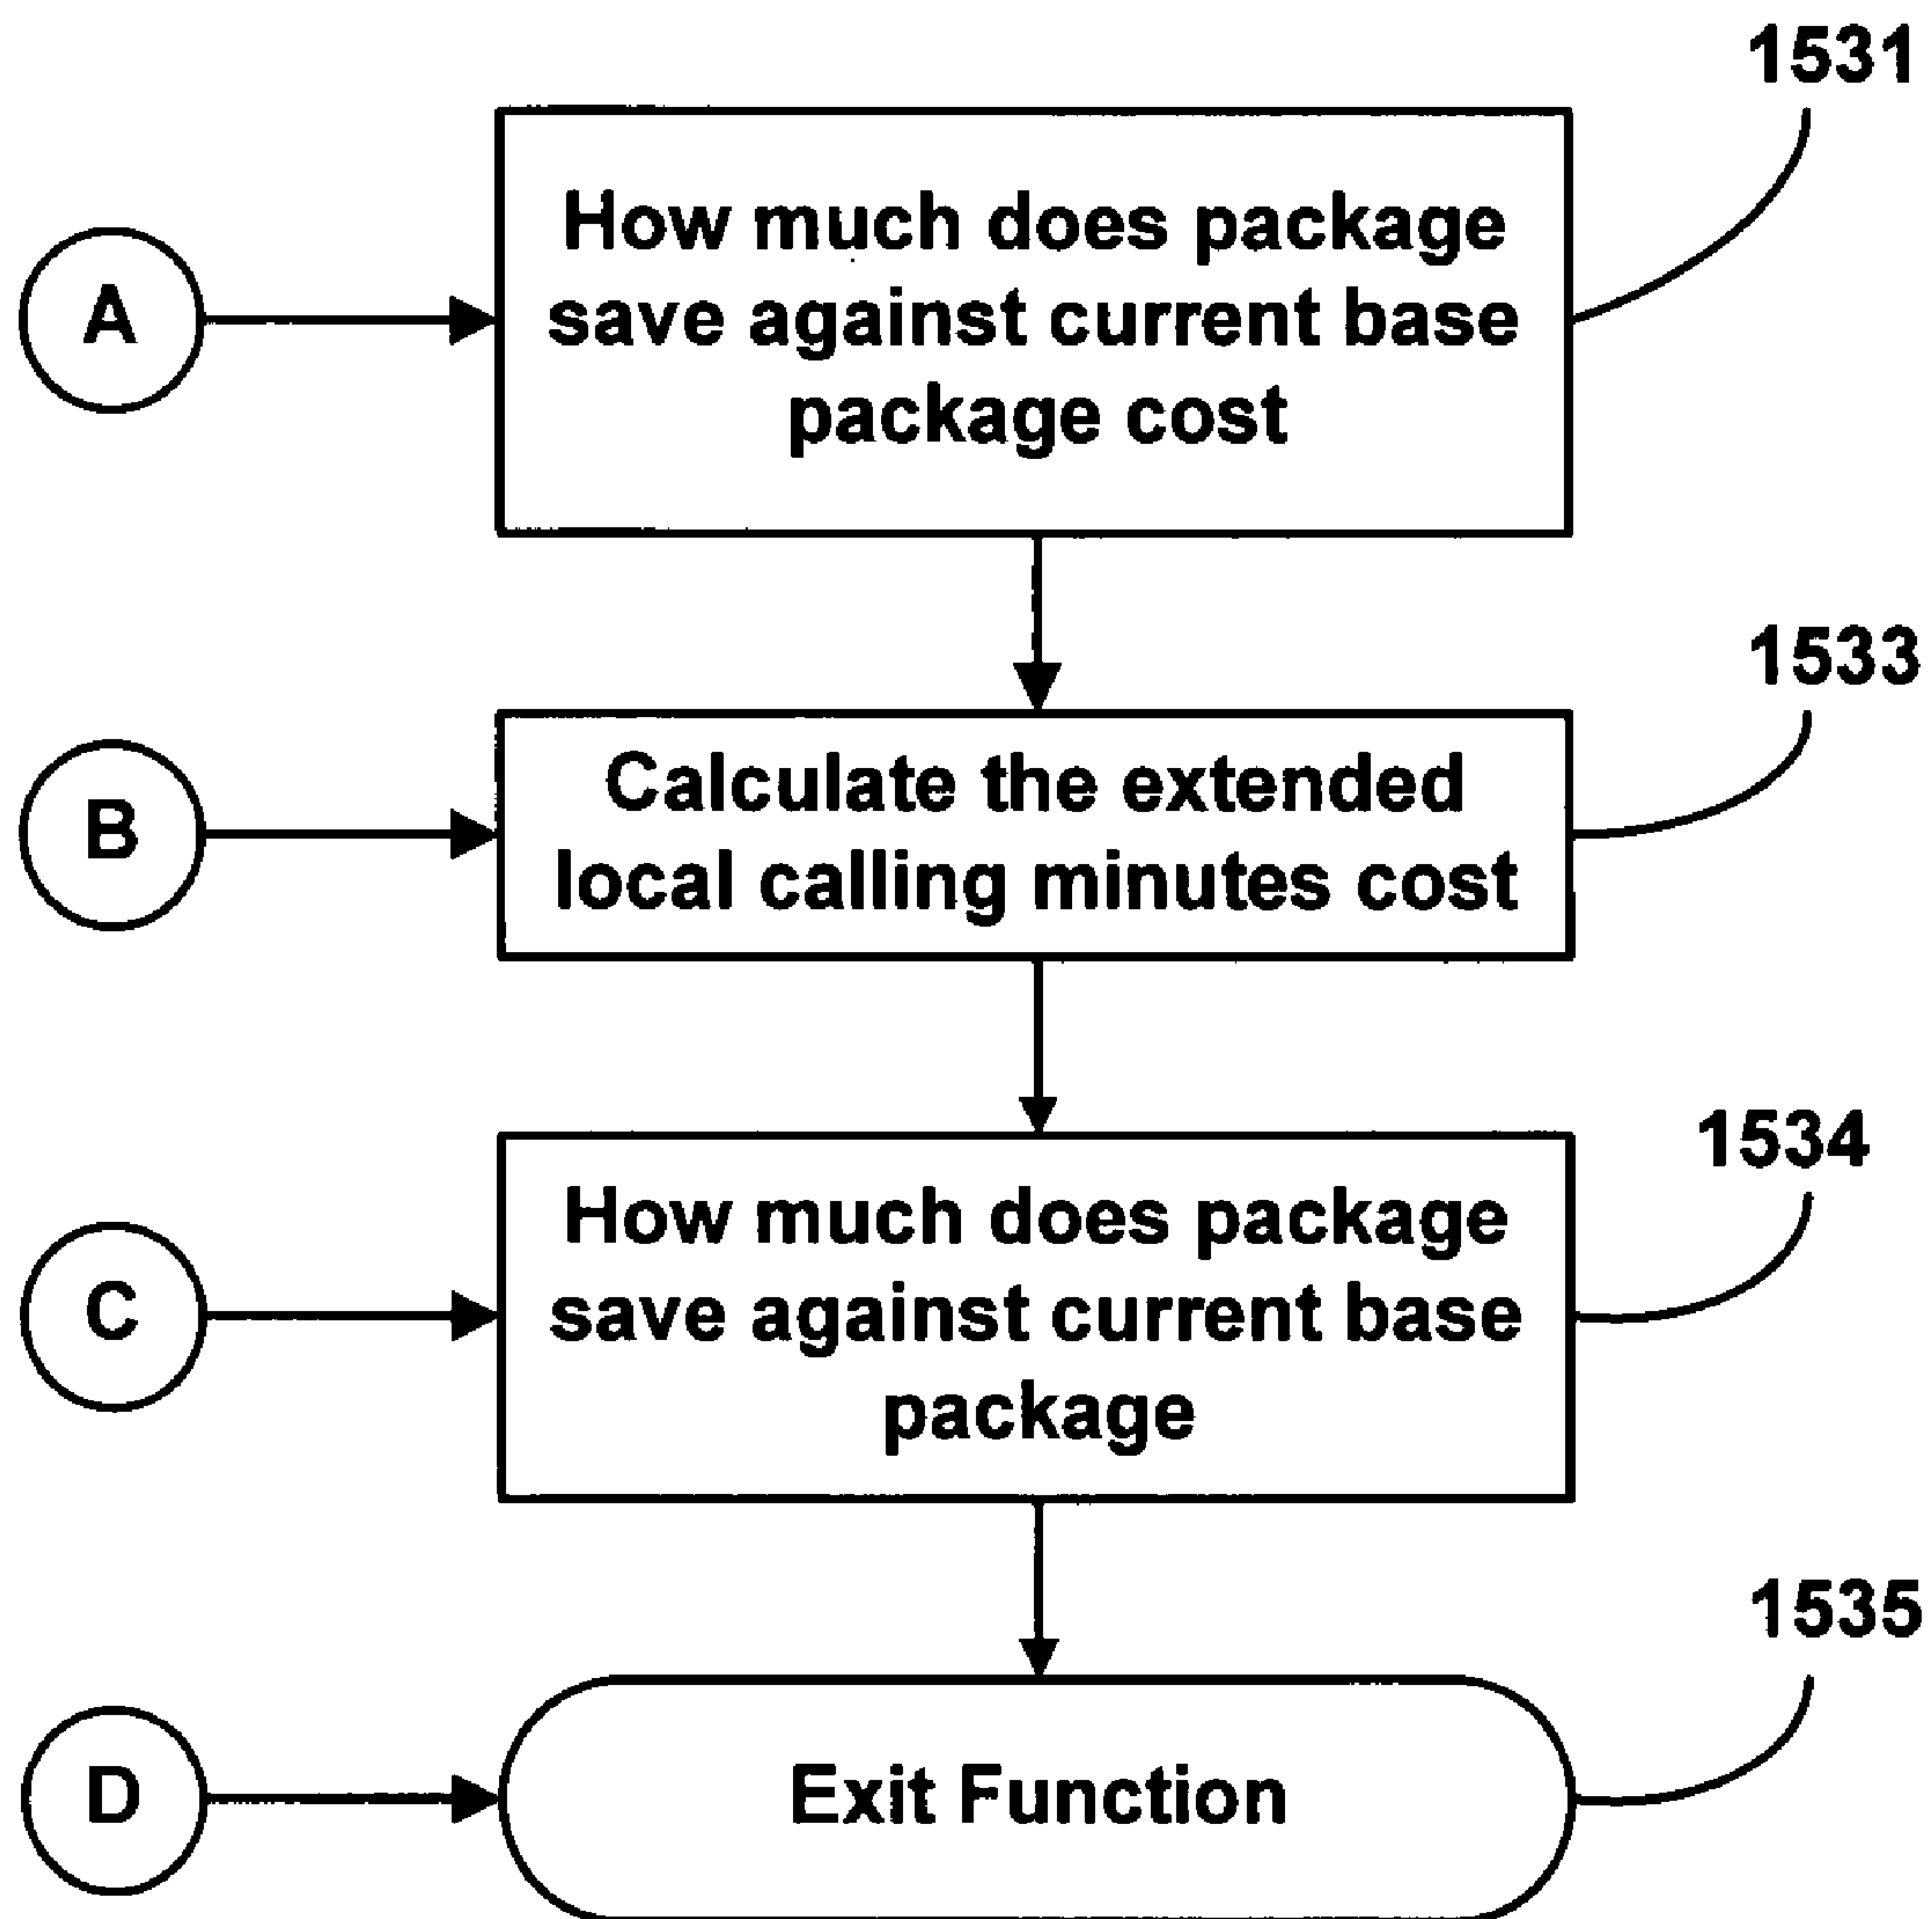 1531
How much does package
save against current base
package cost
A
1533
Calculate the extended
local calling minutes cost
B
1534
How much does package
save against current base
package
C
1535
Exit Function
D